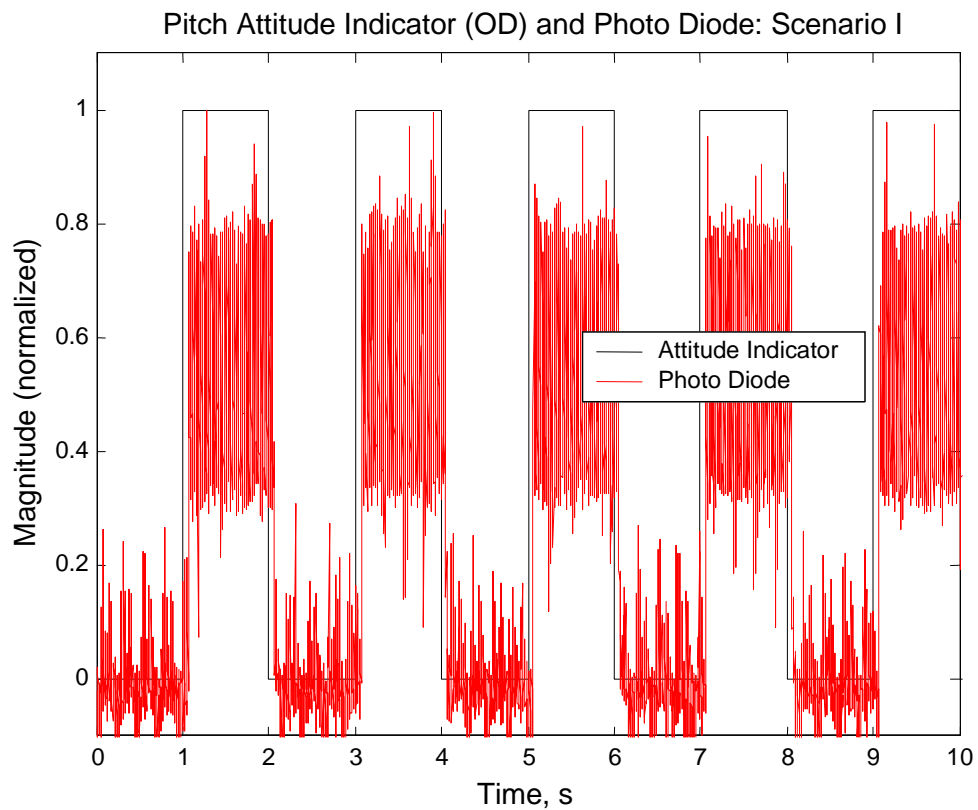 Pitch Attitude Indicator (OD) and Photo Diode: Scenario I
1
0.8
0.6
0.4
0.2
0
Magnitude (normalized)
Attitude Indicator
Photo Diode
0 1 2 3 4 5 6 7 8 9 10
Time, s